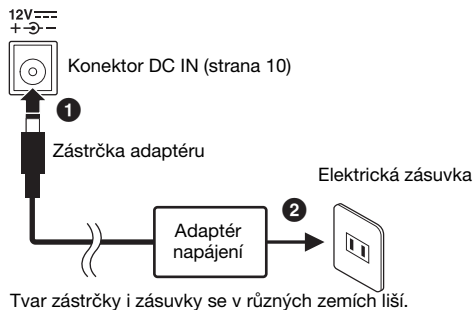 12V
+ -
Konektor DC IN (strana 10)
1
Zástrčka adaptéru
Elektrická zásuvka
2
Adaptér
napájení
Tvar zástrčky i zásuvky se v různých zemích liší.